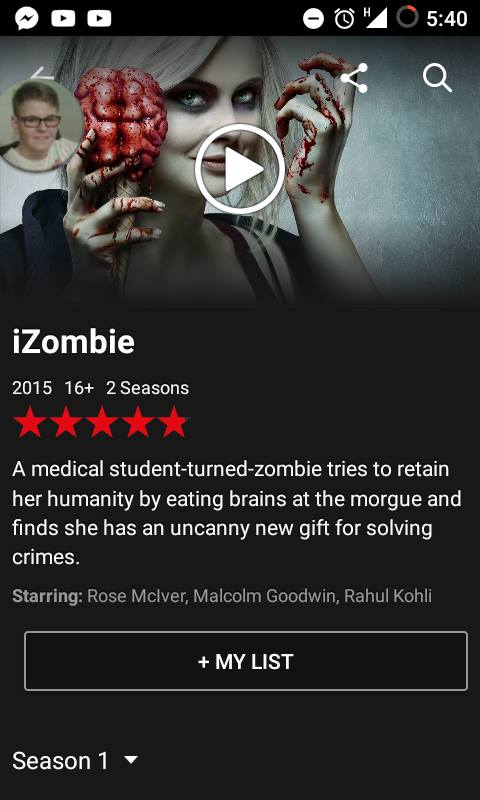 H 5:40
iZombie
2015 16+ 2 Seasons
A medical student-turned-zombie tries to retain
her humanity by eating brains at the morgue and
finds she has an uncanny new gift for solving
crimes.
Starring: Rose McIver, Malcolm Goodwin, Rahul Kohli
+ MY LIST
Season 1